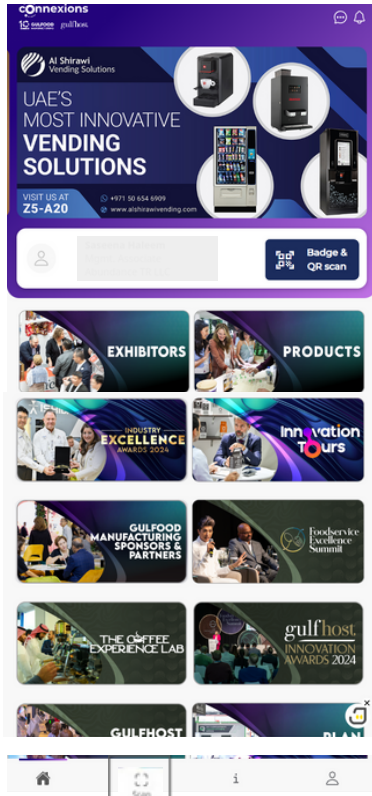 connexions
10 GULFOOD gulfhost
Al Shirawi
Vending Solutions
UAE'S
MOST INNOVATIVE
VENDING
SOLUTIONS
VISIT US AT
Z5-A20
+971 50 654 6909
www.alshirawivending.com
Badge &
QR scan
EXHIBITORS
PRODUCTS
INDUSTRY
EXCELLENCE
AWARDS 2024
Innovation
Tours
GULFOOD
MANUFACTURING
SPONSORS &
PARTNERS
Foodservice
Excellence
Summit
THE COFFEE
EXPERIENCE LAB
gulfhost
INNOVATION
AWARDS 2024
GULFHOST
PLAN
Scan